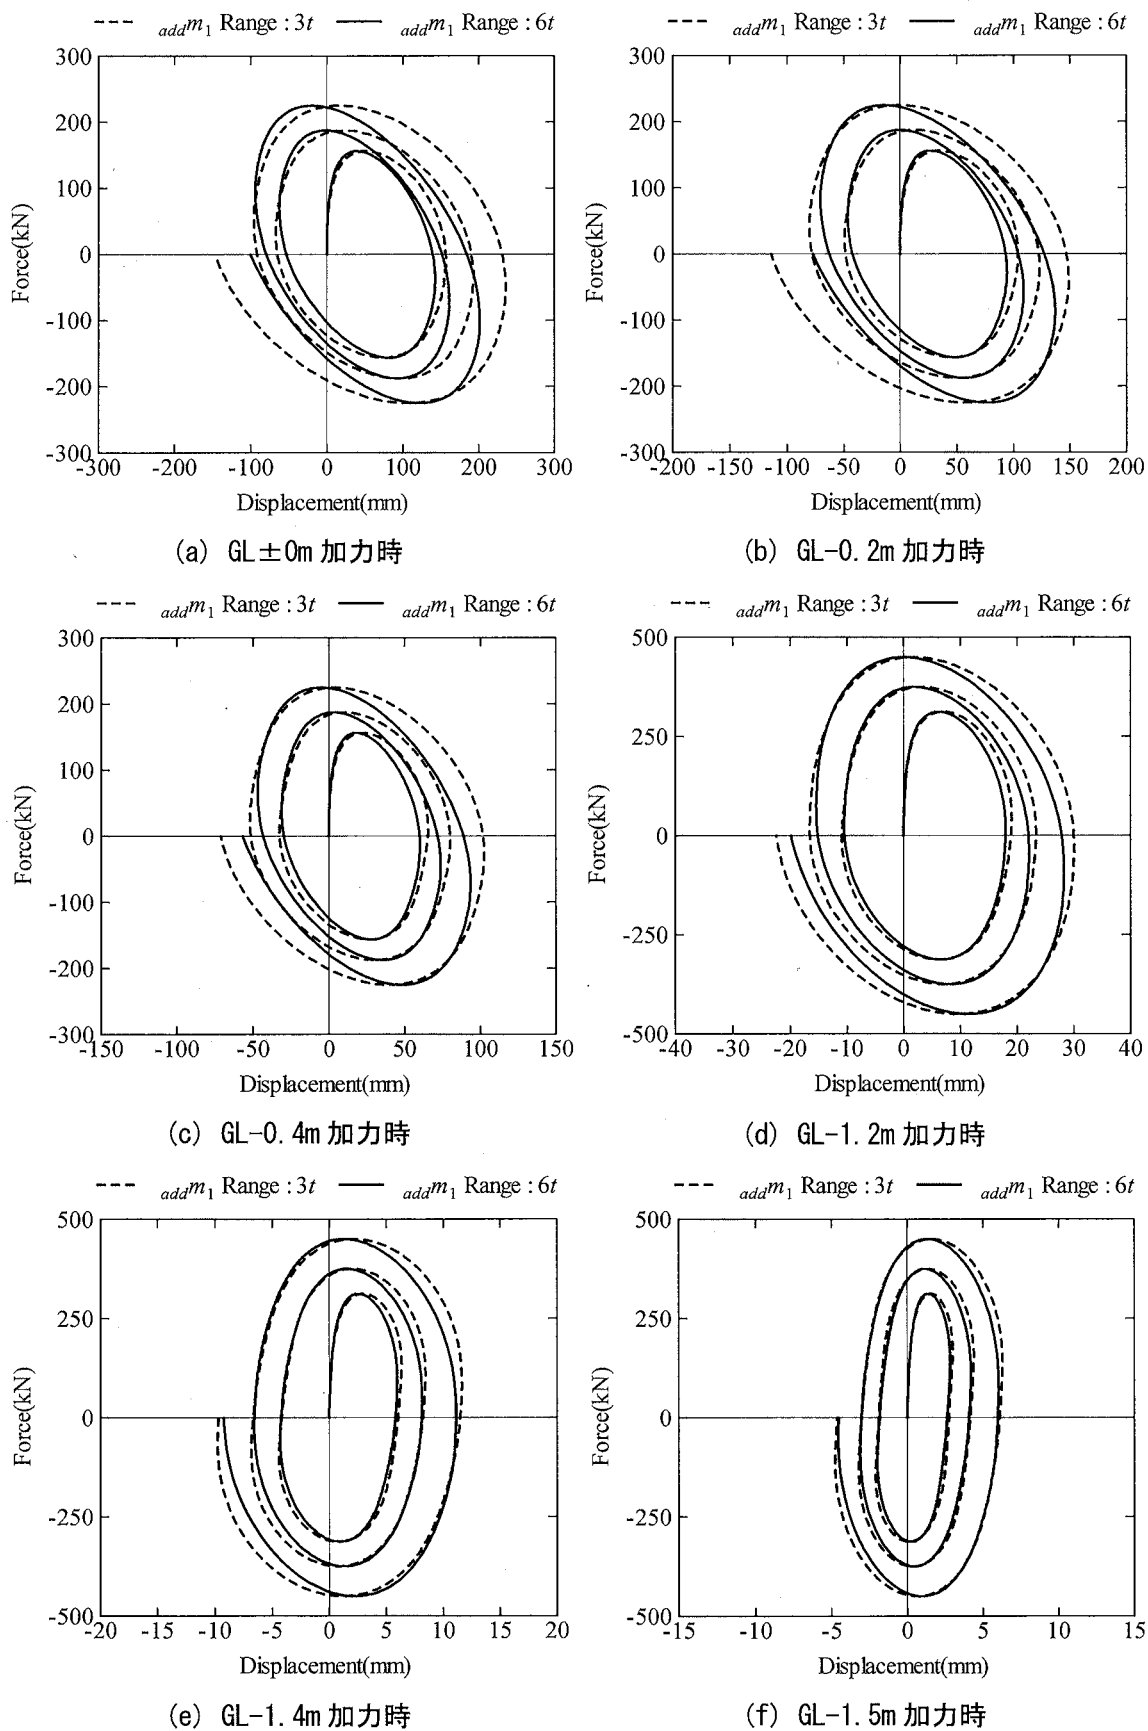 addm1 Range : 3t addm1 Range : 6t
300
200
100
0
-100
-200
-300
Force(kN)
-300 -200 -100 0 100 200 300
Displacement(mm)
(a) GL±0m 加力時
addm1 Range : 3t addm1 Range : 6t
300
200
100
0
-100
-200
-300
Force(kN)
-200 -150 -100 -50 0 50 100 150 200
Displacement(mm)
(b) GL-0.2m 加力時
addm1 Range : 3t addm1 Range : 6t
300
200
100
0
-100
-200
-300
Force(kN)
-150 -100 -50 0 50 100 150
Displacement(mm)
(c) GL-0.4m 加力時
addm1 Range : 3t addm1 Range : 6t
500
250
0
-250
-500
Force(kN)
-40 -30 -20 -10 0 10 20 30 40
Displacement(mm)
(d) GL-1.2m 加力時
addm1 Range : 3t addm1 Range : 6t
500
250
0
-250
-500
Force(kN)
-20 -15 -10 -5 0 5 10 15 20
Displacement(mm)
(e) GL-1.4m 加力時
addm1 Range : 3t addm1 Range : 6t
500
250
0
-250
-500
Force(kN)
-15 -10 -5 0 5 10 15
Displacement(mm)
(f) GL-1.5m 加力時